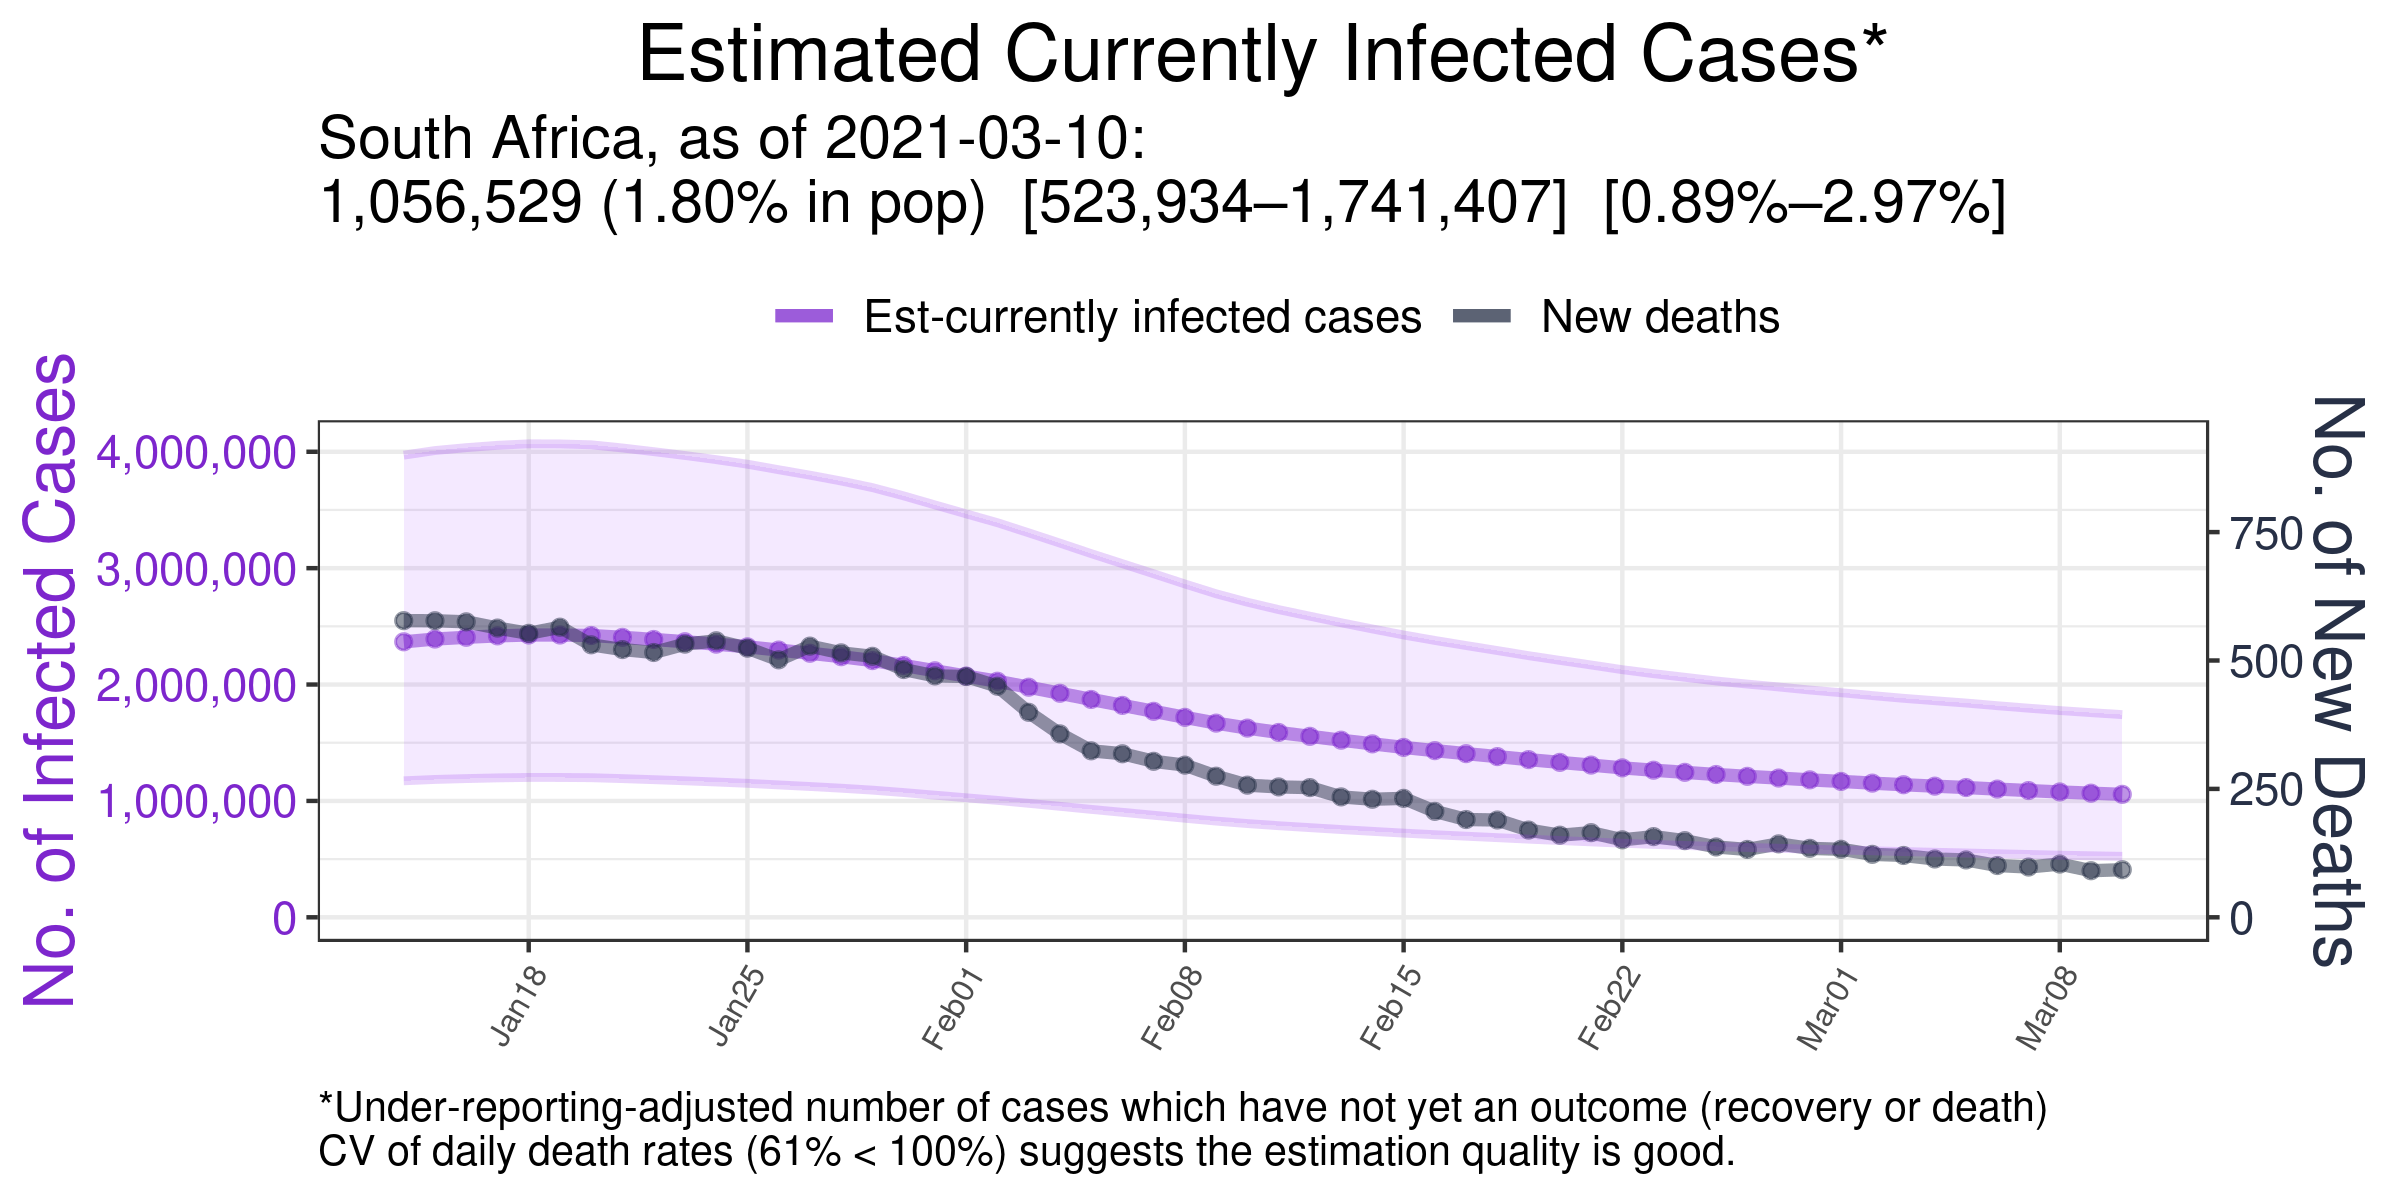 Estimated Currently Infected Cases*
South Africa, as of 2021-03-10:
1,056,529 (1.80% in pop)  [523,934–1,741,407]  [0.89%–2.97%]
Est-currently infected cases
New deaths
No. of Infected Cases
4,000,000
3,000,000
2,000,000
1,000,000
0
No. of New Deaths
750
500
250
0
Jan18
Jan25
Feb01
Feb08
Feb15
Feb22
Mar01
Mar08
*Under-reporting-adjusted number of cases which have not yet an outcome (recovery or death)
CV of daily death rates (61% < 100%) suggests the estimation quality is good.